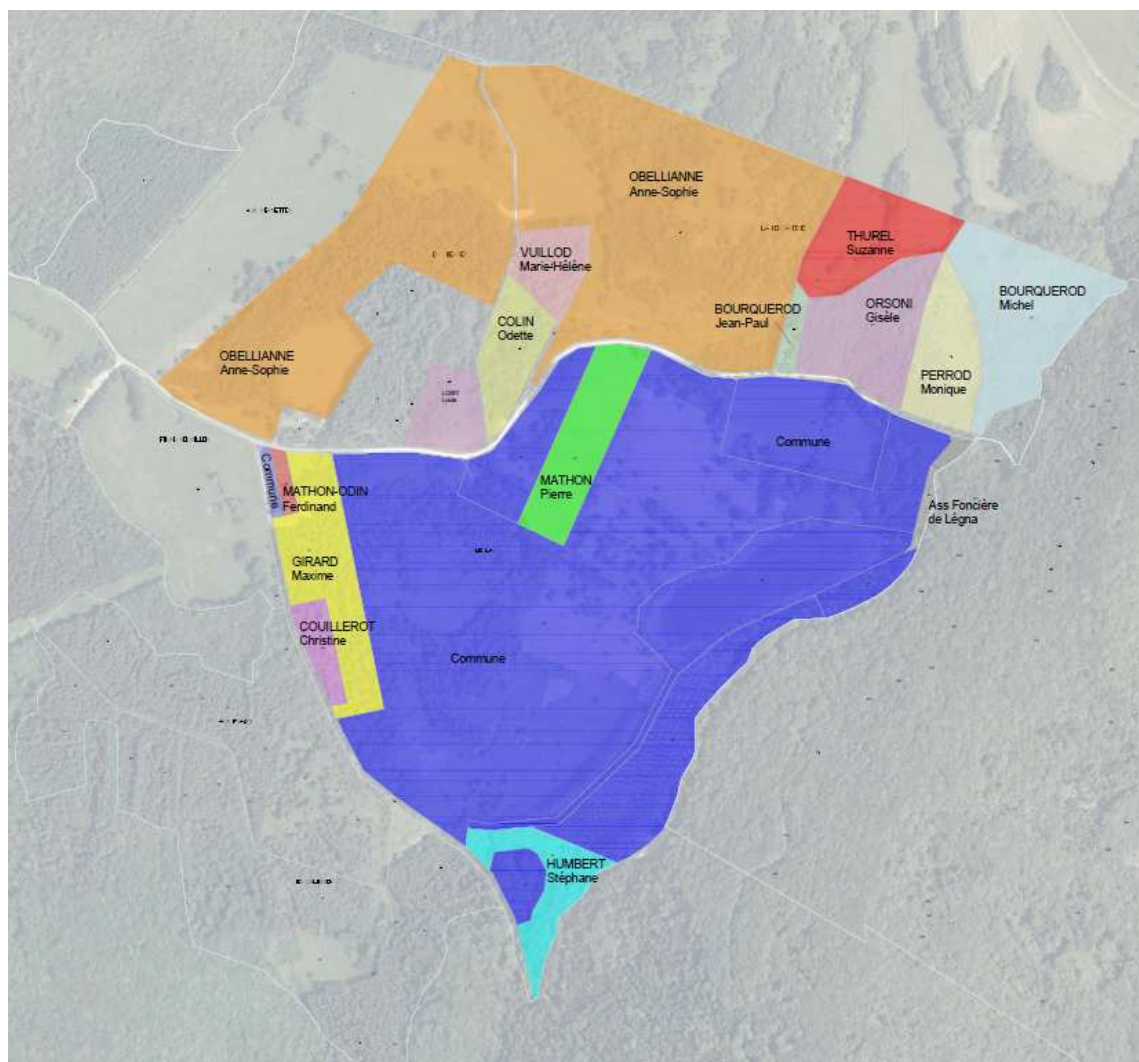 OBELLIANNE
Anne-Sophie
THUREL
Suzanne
VUILLOD
Marie-Hélène
BOURQUEROD
Michel
ORSONI
Gisèle
BOURQUEROD
Jean-Paul
COLIN
Odette
OBELLIANNE
Anne-Sophie
PERROD
Monique
Commune
Commune
MATHON
Pierre
MATHON-ODIN
Ferdinand
Ass Foncière
de Légna
GIRARD
Maxime
COUILLEROT
Christine
Commune
HUMBERT
Stéphane